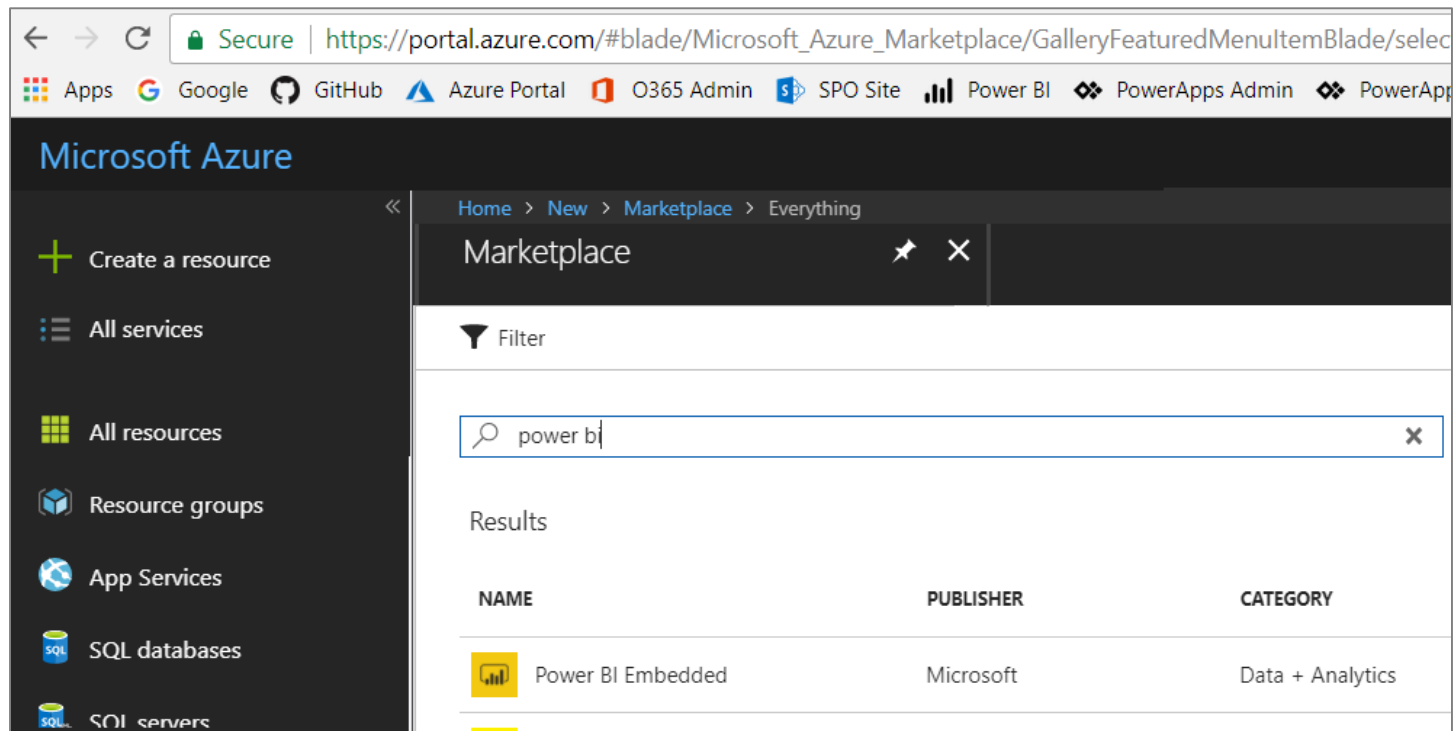 Secure | https://portal.azure.com/#blade/Microsoft_Azure_Marketplace/GalleryFeaturedMenuItemBlade/selec
Apps Google GitHub Azure Portal O365 Admin SPO Site Power BI PowerApps Admin PowerApp
Microsoft Azure
Home > New > Marketplace > Everything
Marketplace
Create a resource
All services
All resources
Resource groups
App Services
SQL databases
SQL servers
Filter
power bi
Results
NAME PUBLISHER CATEGORY
Power BI Embedded Microsoft Data + Analytics